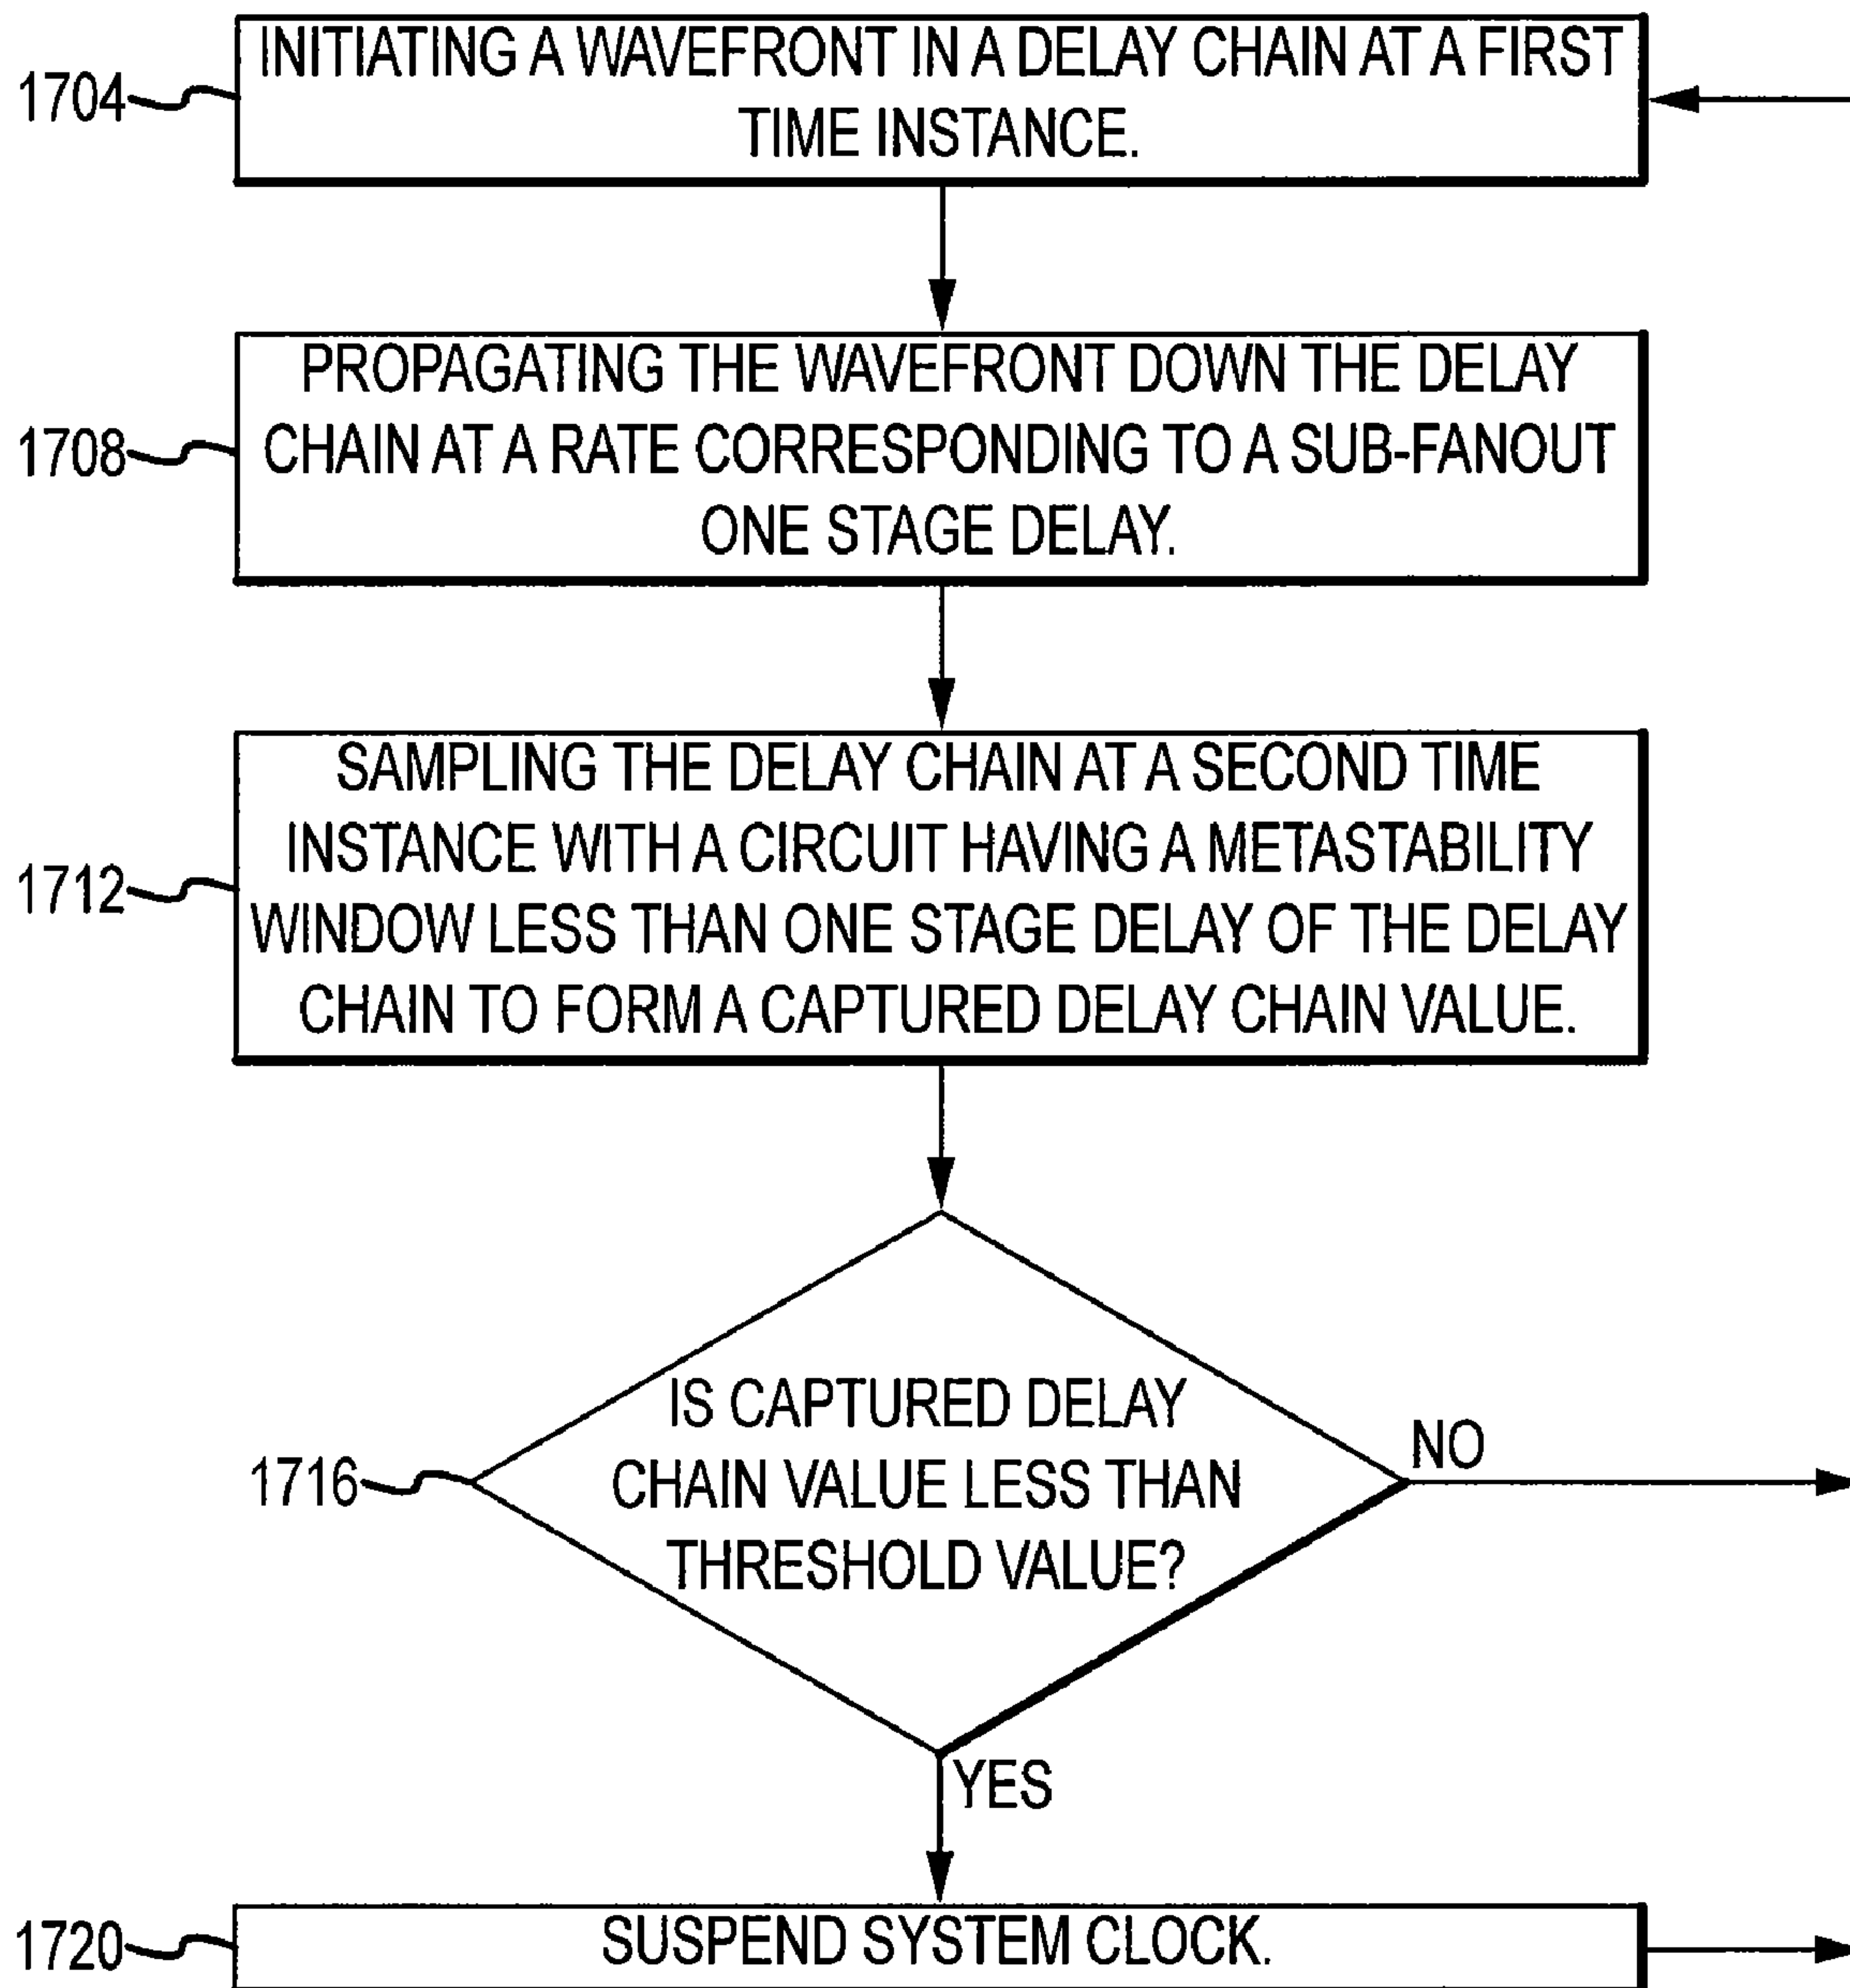 INITIATING A WAVEFRONT IN A DELAY CHAIN AT A FIRST
1704
TIME INSTANCE.
PROPAGATING THE WAVEFRONT DOWN THE DELAY
1708
CHAIN AT A RATE CORRESPONDING TO A SUB-FANOUT
ONE STAGE DELAY.
SAMPLING THE DELAY CHAIN AT A SECOND TIME
INSTANCE WITH A CIRCUIT HAVING A METASTABILITY
1712
WINDOW LESS THAN ONE STAGE DELAY OF THE DELAY
CHAIN TO FORM A CAPTURED DELAY CHAIN VALUE.
IS CAPTURED DELAY
1716
CHAIN VALUE LESS THAN
THRESHOLD VALUE?
NO
YES
1720
SUSPEND SYSTEM CLOCK.